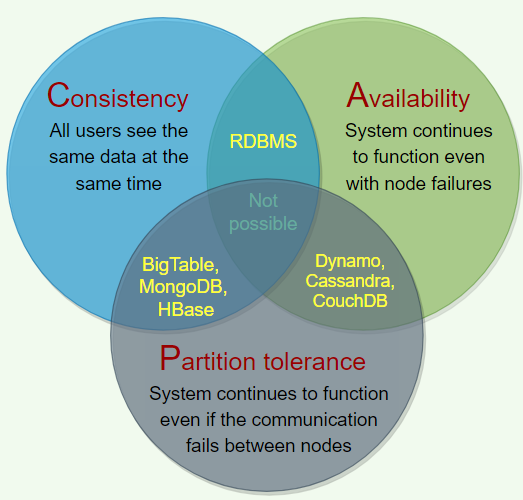 Consistency
All users see the
same data at the
same time
Availability
System continues
to function even
with node failures
RDBMS
Not
possible
BigTable,
MongoDB,
HBase
Dynamo,
Cassandra,
CouchDB
Partition tolerance
System continues to function
even if the communication
fails between nodes